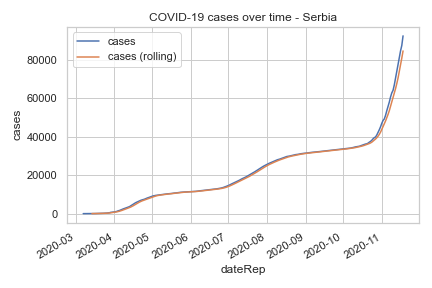 COVID-19 cases over time - Serbia
cases
cases (rolling)
cases
80000
60000
40000
20000
0
2020-03
2020-04
2020-05
2020-06
2020-07
2020-08
2020-09
2020-10
2020-11
dateRep